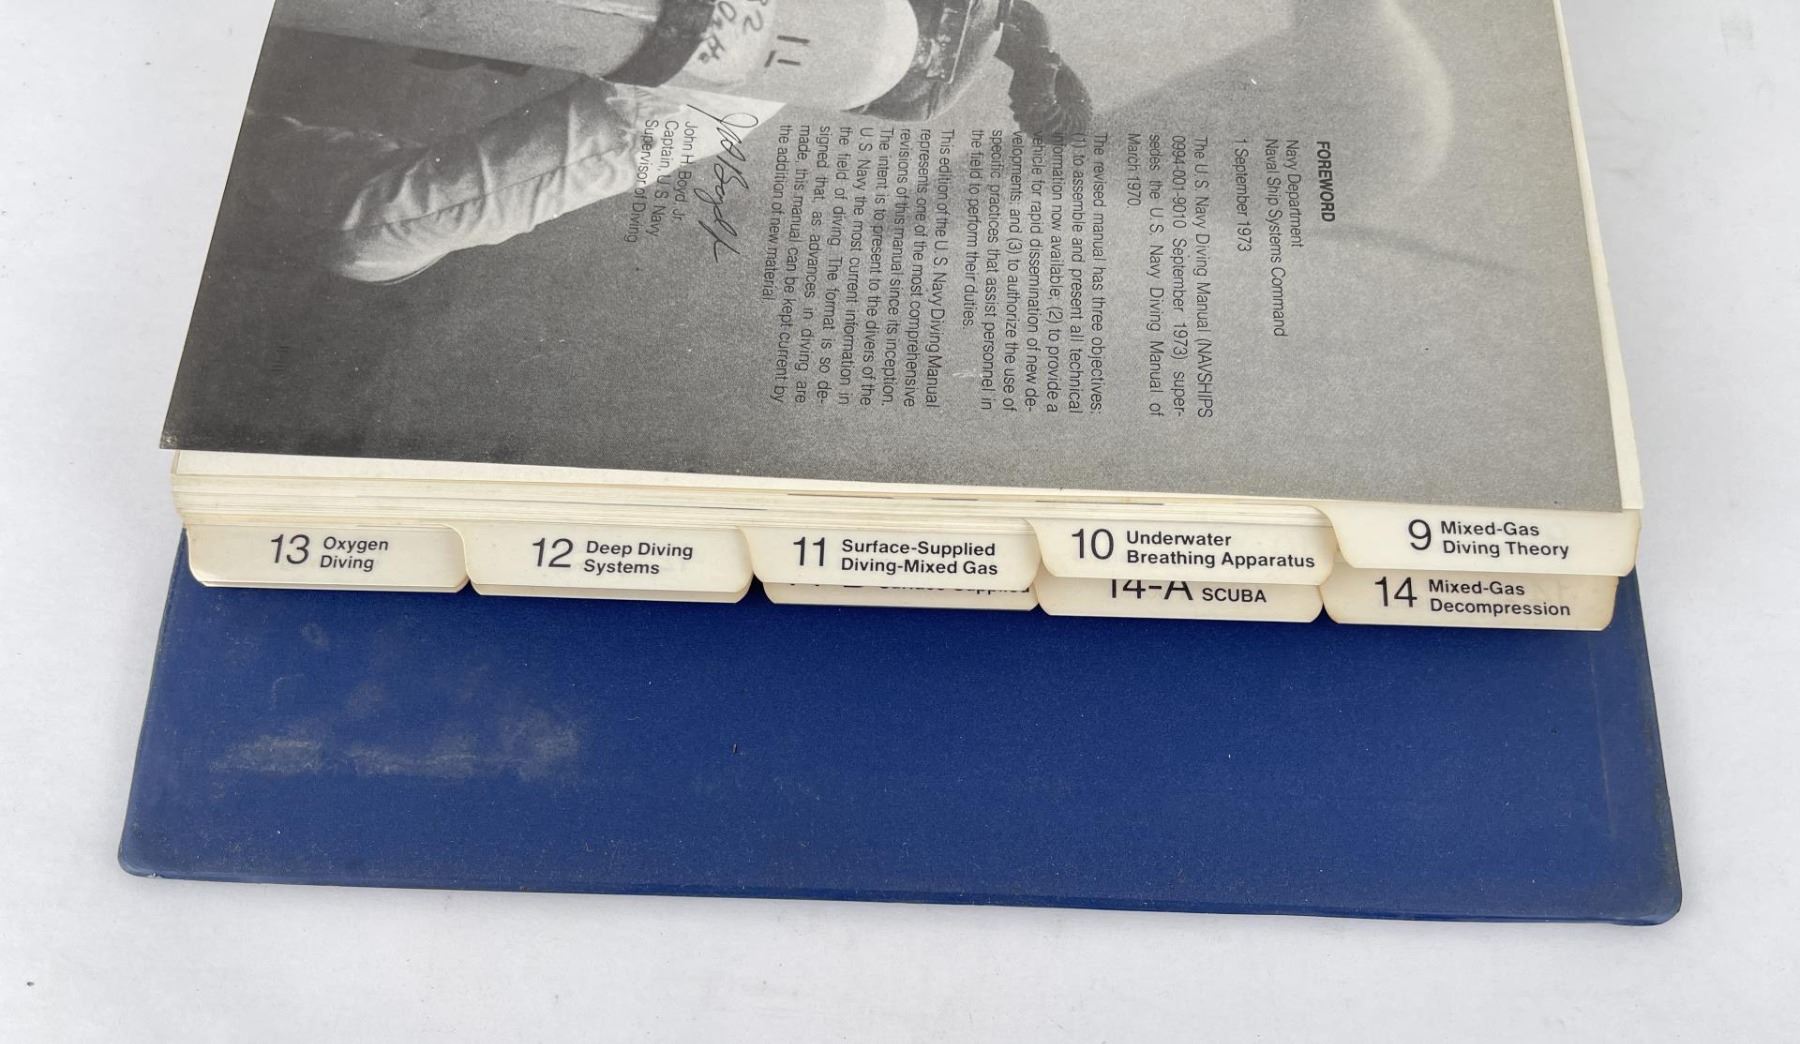 FOREWORD
Navy Department
Naval Ship Systems Command
1 September 1973
The U. S. Navy Diving Manual (NAVSHIPS
0994-001-9010 September 1973) super-
sedes the U. S. Navy Diving Manual of
March 1970
The revised manual has three objectives:
(1) to assemble and present all technical
information now available; (2) to provide a
vehicle for rapid dissemination of new de-
velopments; and (3) to authorize the use of
specific practices that assist personnel in
the field to perform their duties.
This edition of the U. S. Navy Diving Manual
represents one of the most comprehensive
revisions of this manual since its inception.
The intent is to present to the divers of the
U. S. Navy the most current information in
the field of diving. The format is so de-
signed that, as advances in diving are
made, this manual can be kept current by
the addition of new material.
John H. Boyd, Jr.
Captain, U. S. Navy
Supervisor of Diving
13 Oxygen
Diving
12 Deep Diving
Systems
11 Surface-Supplied
Diving-Mixed Gas
10 Underwater
Breathing Apparatus
9 Mixed-Gas
Diving Theory
Surface Supplied
14-A SCUBA
14 Mixed-Gas
Decompression